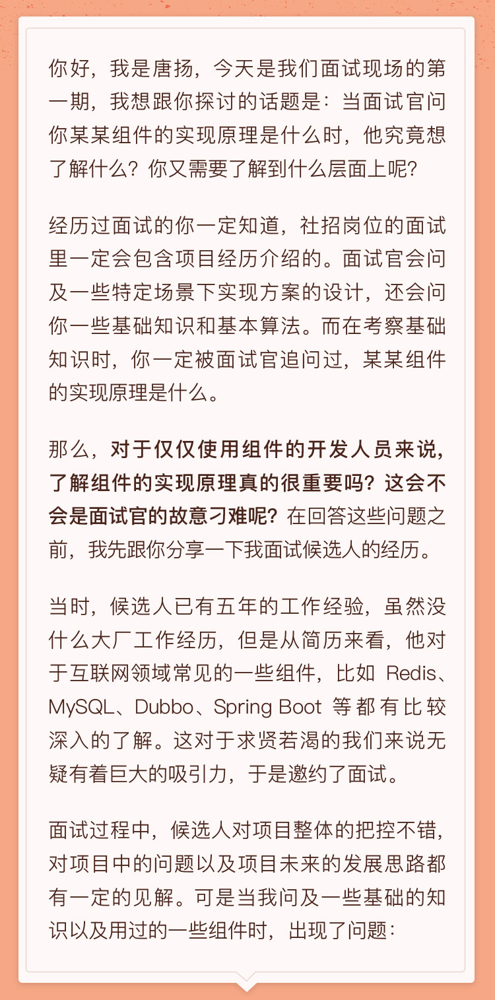 你好，我是唐扬，今天是我们面试现场的第
一期，我想跟你探讨的话题是：当面试官问
你某某组件的实现原理是什么时，他究竟想
了解什么？你又需要了解到什么层面上呢？
经历过面试的你一定知道，社招岗位的面试
里一定会包含项目经历介绍的。面试官会问
及一些特定场景下实现方案的设计，还会问
你一些基础知识和基本算法。而在考察基础
知识时，你一定被面试官追问过，某某组件
的实现原理是什么。
那么，对于仅仅使用组件的开发人员来说，
了解组件的实现原理真的很重要吗？这会不
会是面试官的故意刁难呢？在回答这些问题之
前，我先跟你分享一下我面试候选人的经历。
当时，候选人已有五年的工作经验，虽然没
什么大厂工作经历，但是从简历来看，他对
于互联网领域常见的一些组件，比如 Redis、
MySQL、Dubbo、Spring Boot 等都有比较
深入的了解。这对于求贤若渴的我们来说无
疑有着巨大的吸引力，于是邀约了面试。
面试过程中，候选人对项目整体的把控不错，
对项目中的问题以及项目未来的发展思路都
有一定的见解。可是当我问及一些基础的知
识以及用过的一些组件时，出现了问题：